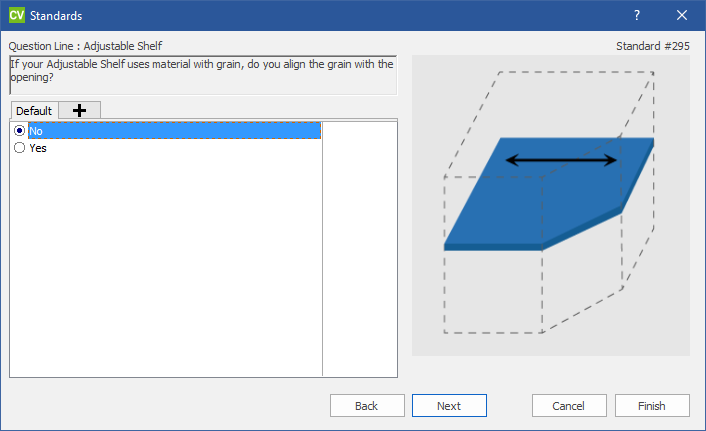 CV Standards ?
Question Line : Adjustable Shelf Standard #295
If your Adjustable Shelf uses material with grain, do you align the grain with the
opening?
Default
No
Yes
Back Next Cancel Finish